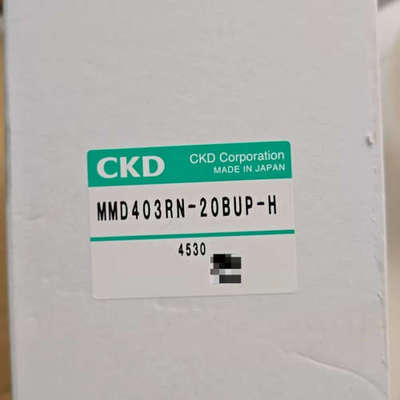 CKD
CKD Corporation
MADE IN JAPAN
MMD403RN-20BUP-H
4530